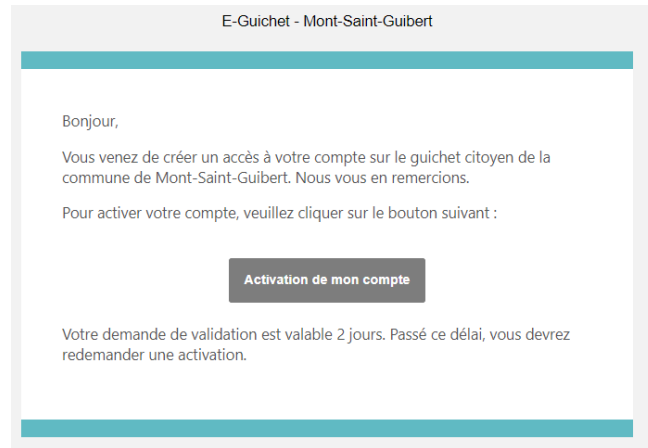 E-Guichet - Mont-Saint-Guibert
Bonjour,
Vous venez de créer un accès à votre compte sur le guichet citoyen de la
commune de Mont-Saint-Guibert. Nous vous en remercions.
Pour activer votre compte, veuillez cliquer sur le bouton suivant :
Activation de mon compte
Votre demande de validation est valable 2 jours. Passé ce délai, vous devrez
redemander une activation.